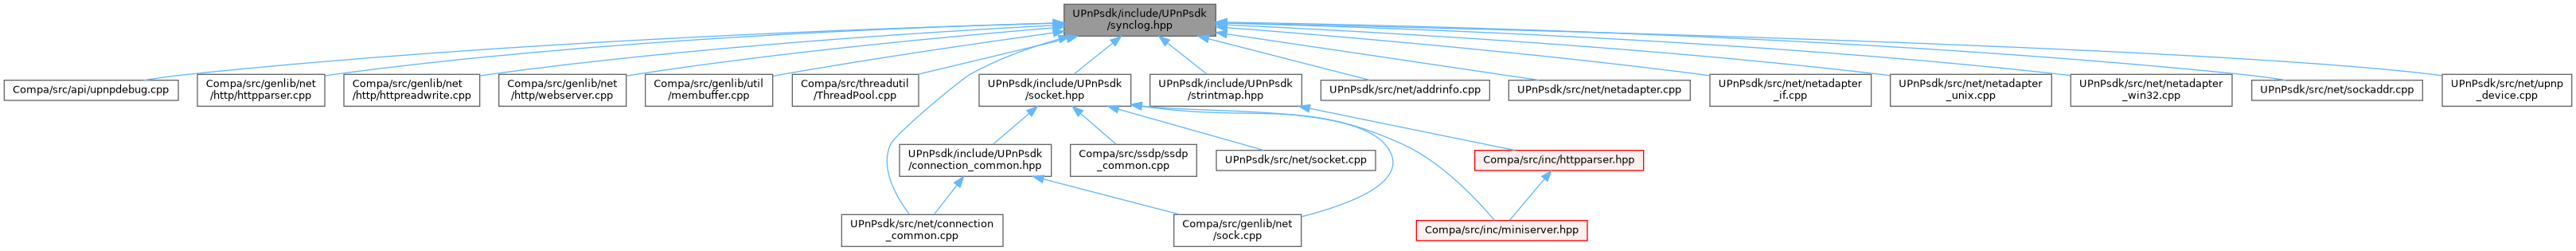 UPnPsdk/include/UPnPsdk
/synclog.hpp
Compa/src/api/upnpdebug.cpp
Compa/src/genlib/net
/http/httpparser.cpp
Compa/src/genlib/net
/http/httpreadwrite.cpp
Compa/src/genlib/net
/http/webserver.cpp
Compa/src/genlib/util
/membuffer.cpp
Compa/src/threadutil
/ThreadPool.cpp
UPnPsdk/include/UPnPsdk
/socket.hpp
UPnPsdk/include/UPnPsdk
/strintmap.hpp
UPnPsdk/src/net/addrinfo.cpp
UPnPsdk/src/net/netadapter.cpp
UPnPsdk/src/net/netadapter
_if.cpp
UPnPsdk/src/net/netadapter
_unix.cpp
UPnPsdk/src/net/netadapter
_win32.cpp
UPnPsdk/src/net/sockaddr.cpp
UPnPsdk/src/net/upnp
_device.cpp
UPnPsdk/include/UPnPsdk
/connection_common.hpp
Compa/src/ssdp/ssdp
_common.cpp
UPnPsdk/src/net/socket.cpp
Compa/src/inc/httpparser.hpp
UPnPsdk/src/net/connection
_common.cpp
Compa/src/genlib/net
/sock.cpp
Compa/src/inc/miniserver.hpp